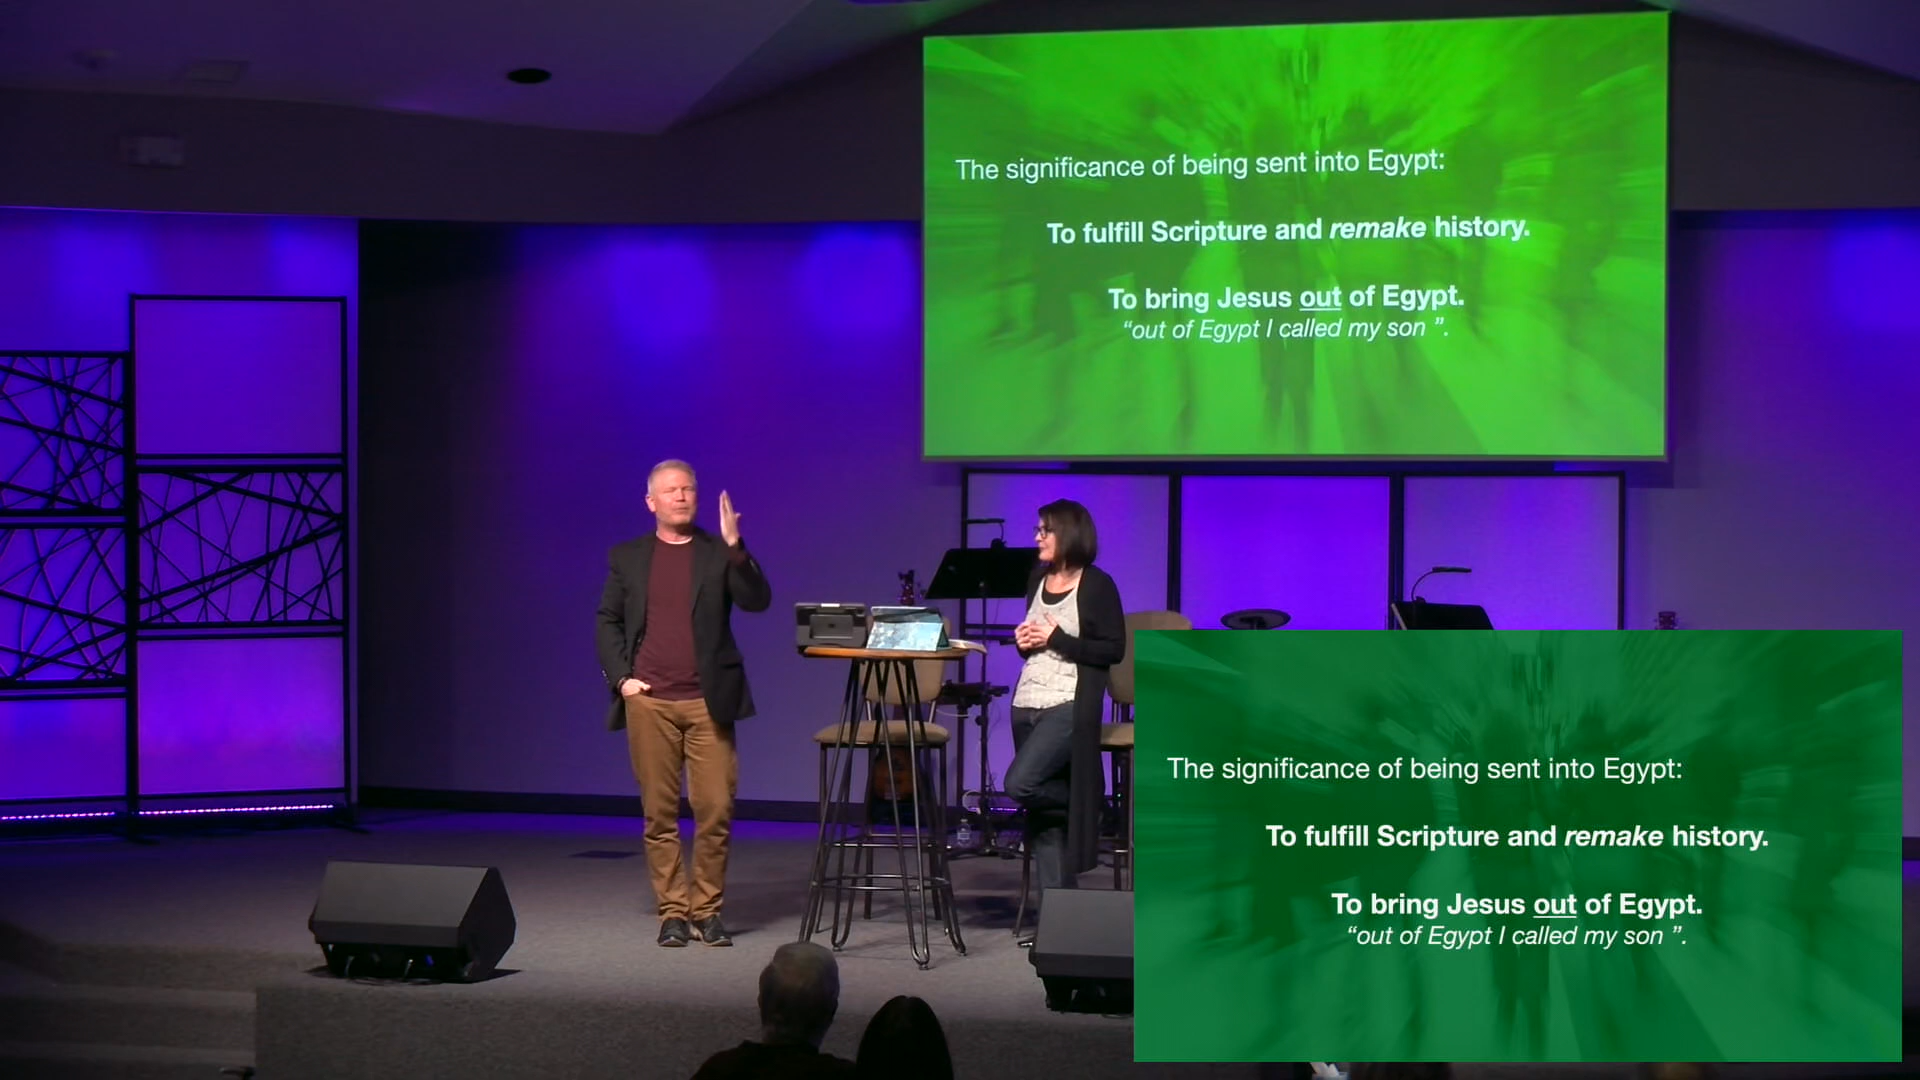 The significance of being sent into Egypt:
To fulfill Scripture and remake history.
To bring Jesus out of Egypt.
“out of Egypt I called my son ”.
The significance of being sent into Egypt:
To fulfill Scripture and remake history.
To bring Jesus out of Egypt.
“out of Egypt I called my son ”.